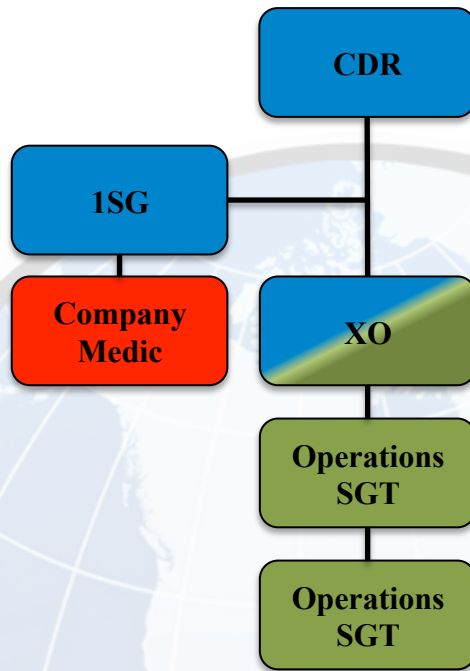 CDR
1SG
Company
Medic
XO
Operations
SGT
Operations
SGT